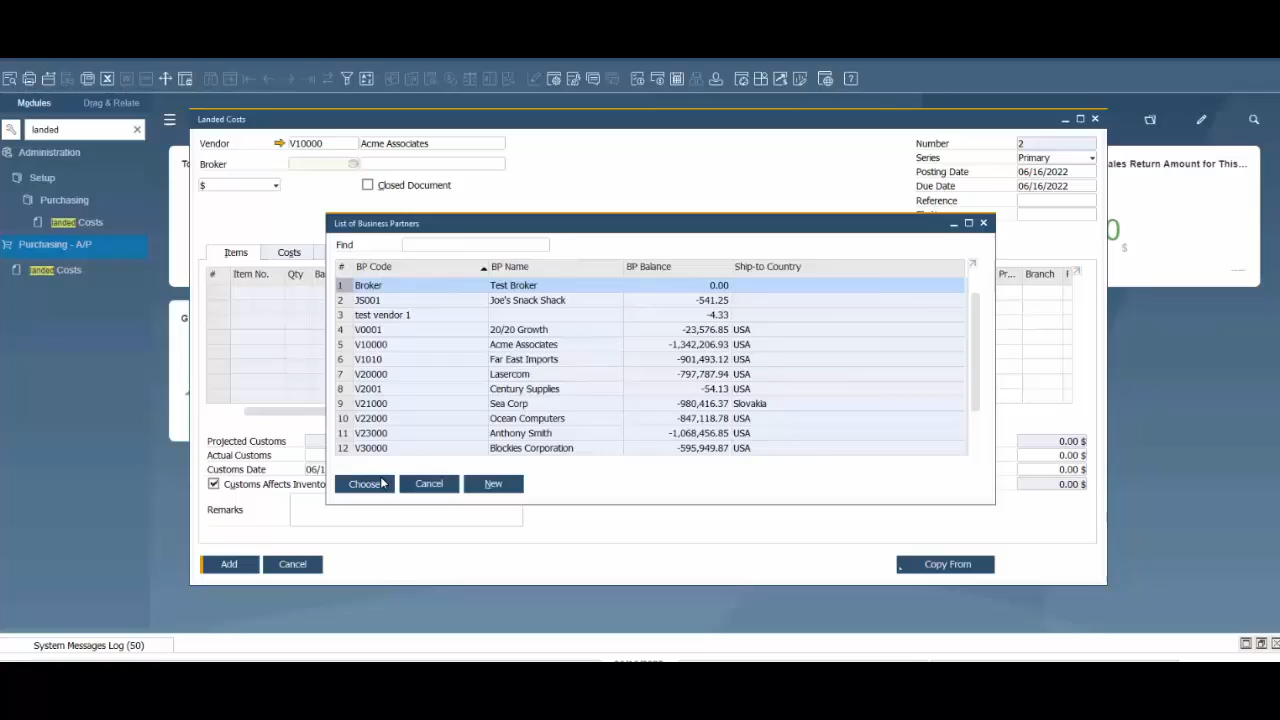 Modules Drag & Relate
landed
Administration
Setup
Purchasing
landed Costs
Purchasing - A/P
landed Costs
Landed Costs
Vendor V10000 Acme Associates
Broker
$
Closed Document
Number 2
Series Primary
Posting Date 06/16/2022
Due Date 06/16/2022
Reference
ales Return Amount for This...
0
$
Items Costs
# Item No. Qty Ba
Pr... Branch
List of Business Partners
Find
# BP Code BP Name BP Balance Ship-to Country
1 Broker Test Broker 0.00
2 JS001 Joe's Snack Shack -541.25
3 test vendor 1 -4.33
4 V0001 20/20 Growth -23,576.85 USA
5 V10000 Acme Associates -1,342,206.93 USA
6 V1010 Far East Imports -901,493.12 USA
7 V20000 Lasercom -797,787.94 USA
8 V2001 Century Supplies -54.13 USA
9 V21000 Sea Corp -980,416.37 Slovakia
10 V22000 Ocean Computers -847,118.78 USA
11 V23000 Anthony Smith -1,068,456.85 USA
12 V30000 Blockies Corporation -595,949.87 USA
Choose Cancel New
Projected Customs 0.00 $
Actual Customs 0.00 $
Customs Date 06/1 0.00 $
Customs Affects Invento 0.00 $
Remarks
Add Cancel Copy From
System Messages Log (50)